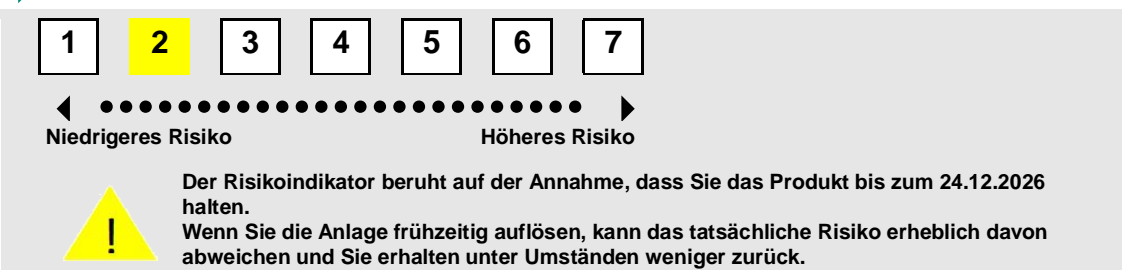 1 2 3 4 5 6 7
Niedrigeres Risiko Höheres Risiko
Der Risikoindikator beruht auf der Annahme, dass Sie das Produkt bis zum 24.12.2026
halten.
Wenn Sie die Anlage frühzeitig auflösen, kann das tatsächliche Risiko erheblich davon
abweichen und Sie erhalten unter Umständen weniger zurück.
!